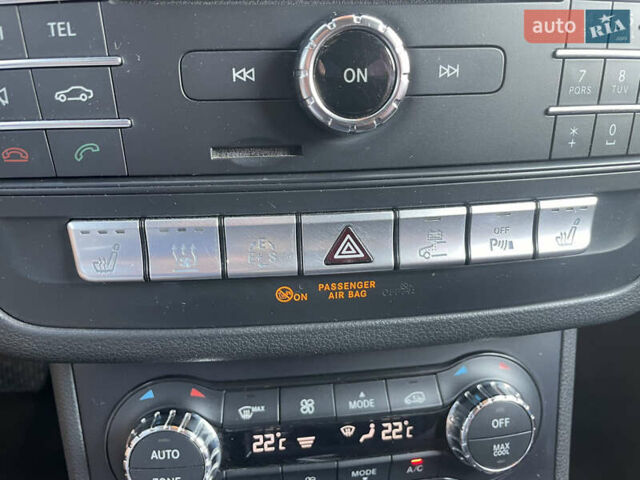 auto RIA
TEL
ON
7 PQRS
8 TUV
*
+
0
OFF
ON
PASSENGER
AIR BAG
MAX
MODE
OFF
22°C
22°C
AUTO
MAX
COOL
ZONE
MODE
A/C